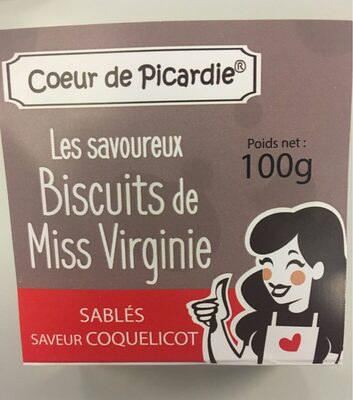 Coeur de Picardie®
Les savoureux
Biscuits de
Miss Virginie
Poids net :
100g
SABLÉS
SAVEUR COQUELICOT